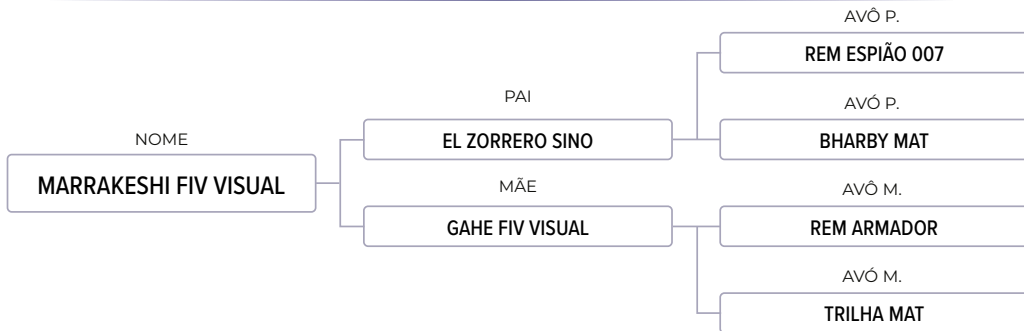 NOME
MARRAKESHI FIV VISUAL
PAI
EL ZORRERO SINO
MÃE
GAHE FIV VISUAL
AVÔ P.
REM ESPIÃO 007
AVÓ P.
BHARBY MAT
AVÔ M.
REM ARMADOR
AVÓ M.
TRILHA MAT